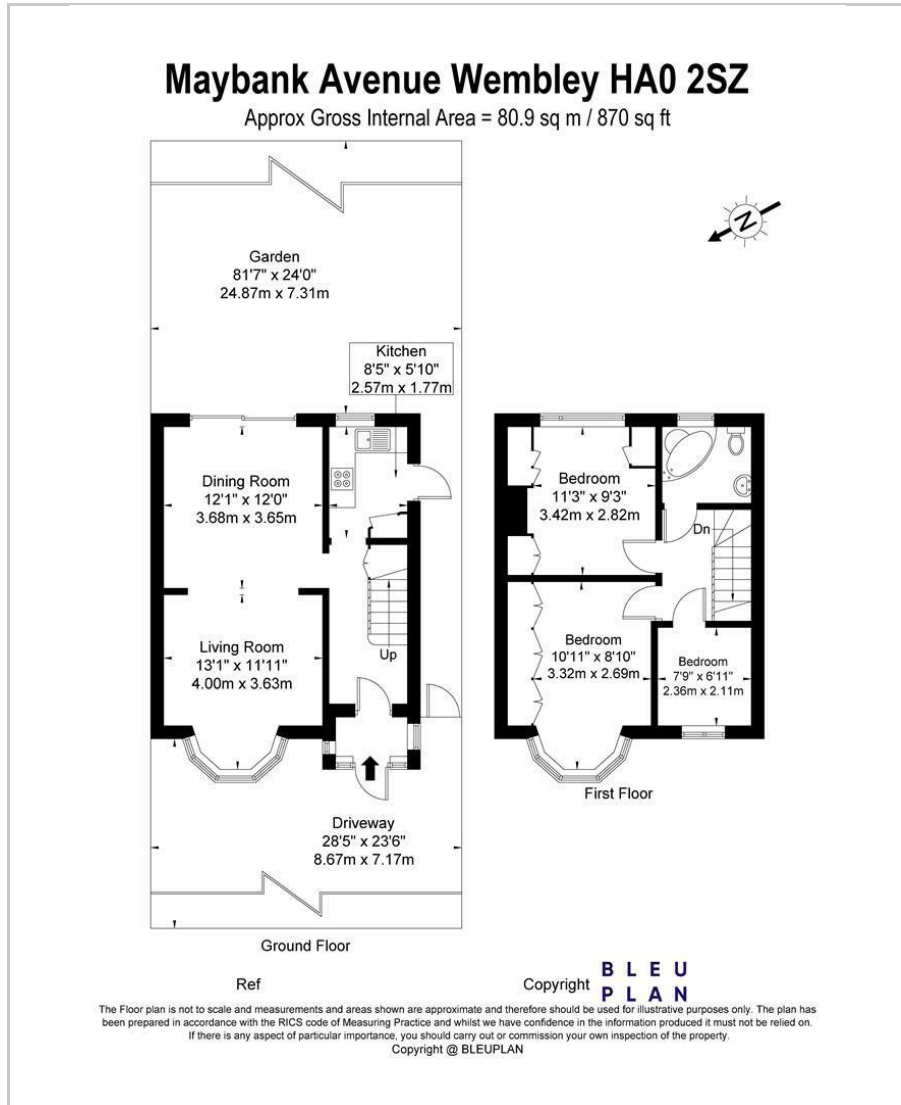 Maybank Avenue Wembley HA0 2SZ
Approx Gross Internal Area = 80.9 sq m / 870 sq ft
N
Garden
81'7" x 24'0"
24.87m x 7.31m
Kitchen
8'5" x 5'10"
2.57m x 1.77m
Dining Room
12'1" x 12'0"
3.68m x 3.65m
Living Room
13'1" x 11'11"
4.00m x 3.63m
Up
Driveway
28'5" x 23'6"
8.67m x 7.17m
Ground Floor
Bedroom
11'3" x 9'3"
3.42m x 2.82m
Dn
Bedroom
10'11" x 8'10"
3.32m x 2.69m
Bedroom
7'9" x 6'11"
2.36m x 2.11m
First Floor
Ref
Copyright
BLEU
PLAN
The Floor plan is not to scale and measurements and areas shown are approximate and therefore should be used for illustrative purposes only. The plan has
been prepared in accordance with the RICS code of Measuring Practice and whilst we have confidence in the information produced it must not be relied on.
If there is any aspect of particular importance, you should carry out or commission your own inspection of the property.
Copyright @ BLEUPLAN